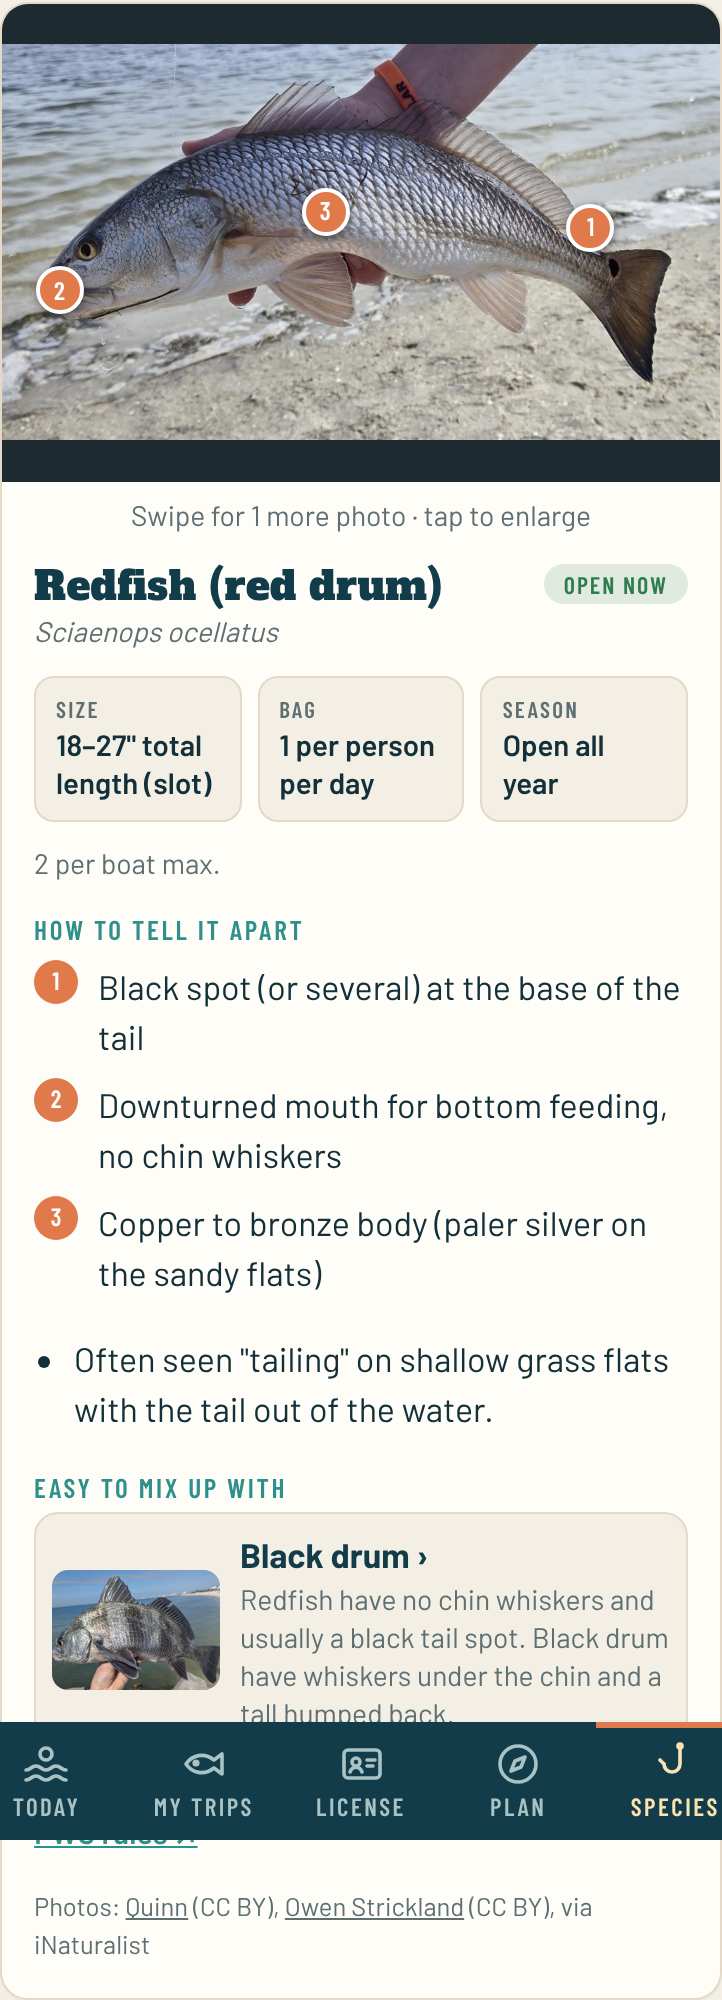 LAR
3
1
2
Swipe for 1 more photo · tap to enlarge
Redfish (red drum)
OPEN NOW
Sciaenops ocellatus
SIZE
18–27" total
length (slot)
BAG
1 per person
per day
SEASON
Open all
year
2 per boat max.
HOW TO TELL IT APART
1 Black spot (or several) at the base of the
tail
2 Downturned mouth for bottom feeding,
no chin whiskers
3 Copper to bronze body (paler silver on
the sandy flats)
• Often seen "tailing" on shallow grass flats
with the tail out of the water.
EASY TO MIX UP WITH
Black drum ›
Redfish have no chin whiskers and
usually a black tail spot. Black drum
have whiskers under the chin and a
tall humped back.
TODAY
MY TRIPS
LICENSE
PLAN
SPECIES
Photos: Quinn (CC BY), Owen Strickland (CC BY), via
iNaturalist